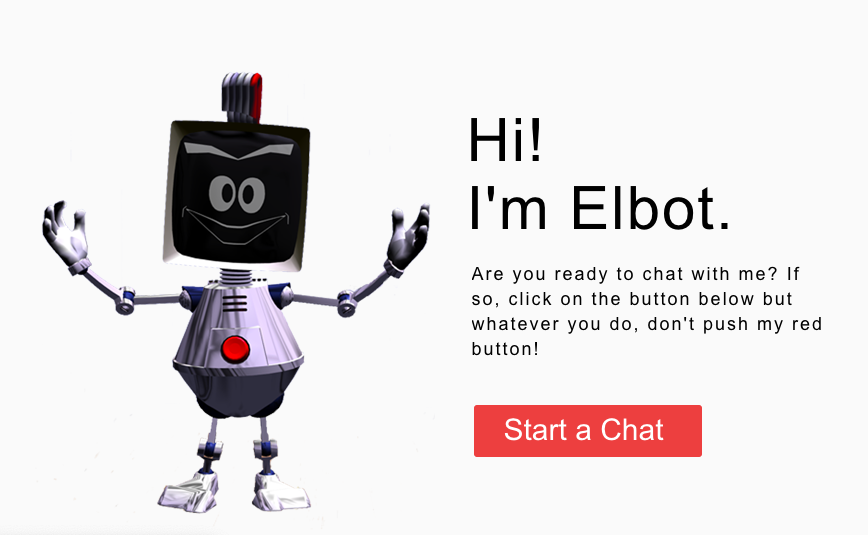 Hi!
I'm Elbot.
Are you ready to chat with me? If
so, click on the button below but
whatever you do, don't push my red
button!
Start a Chat